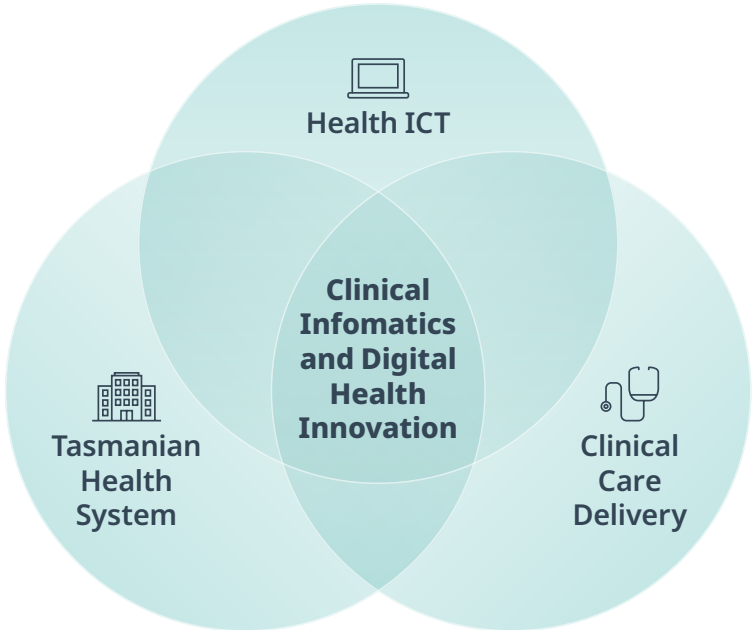 Health ICT
Clinical
Infomatics
and Digital
Health
Innovation
Tasmanian
Health
System
Clinical
Care
Delivery